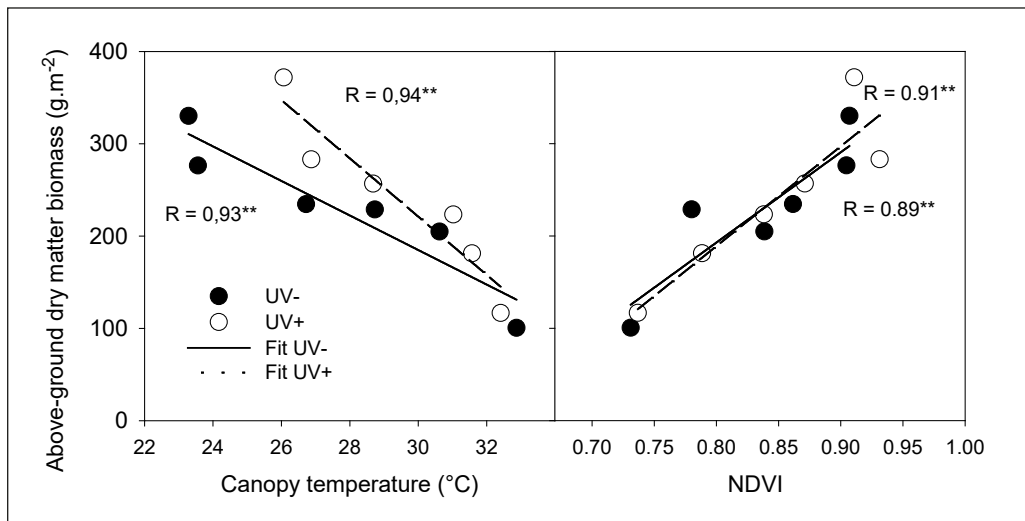 Above-ground dry matter biomass (g.m-2)
400
300
200
100
0
R = 0,94**
R = 0,93**
UV-
UV+
Fit UV-
Fit UV+
22 24 26 28 30 32
Canopy temperature (°C)
R = 0.91**
R = 0.89**
0.70 0.75 0.80 0.85 0.90 0.95 1.00
NDVI